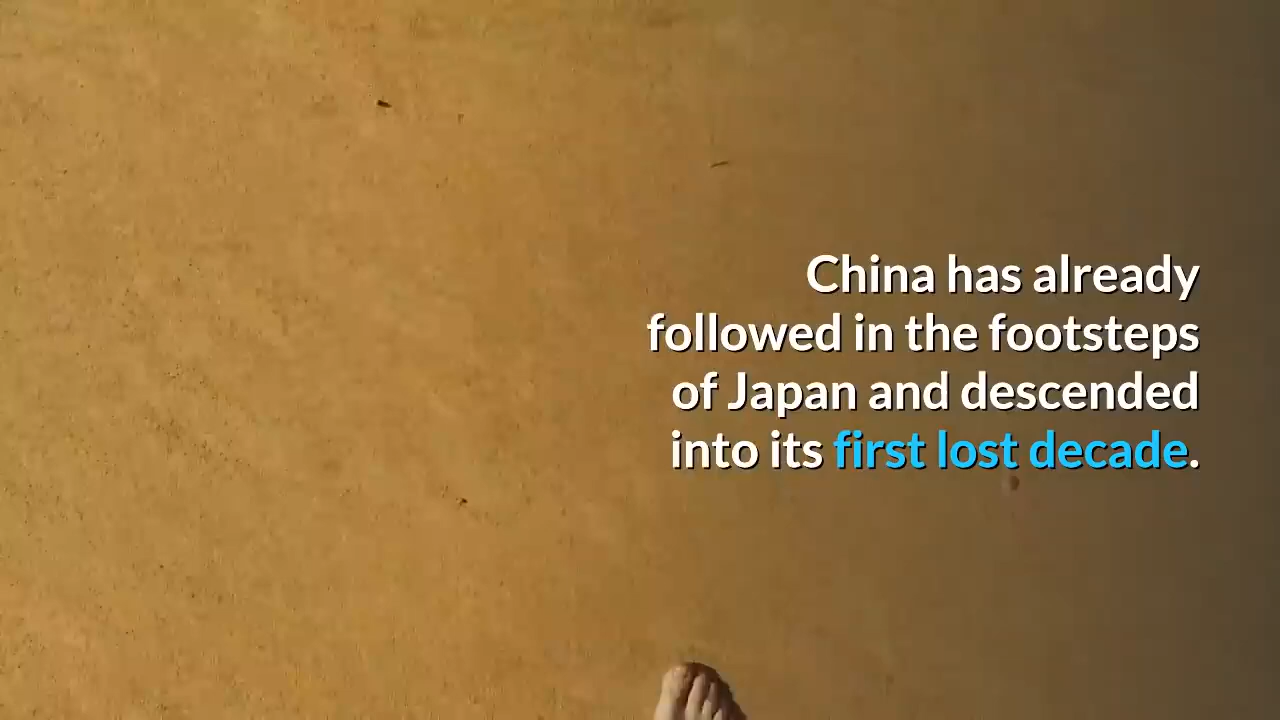 China has already
followed in the footsteps
of Japan and descended
into its first lost decade.